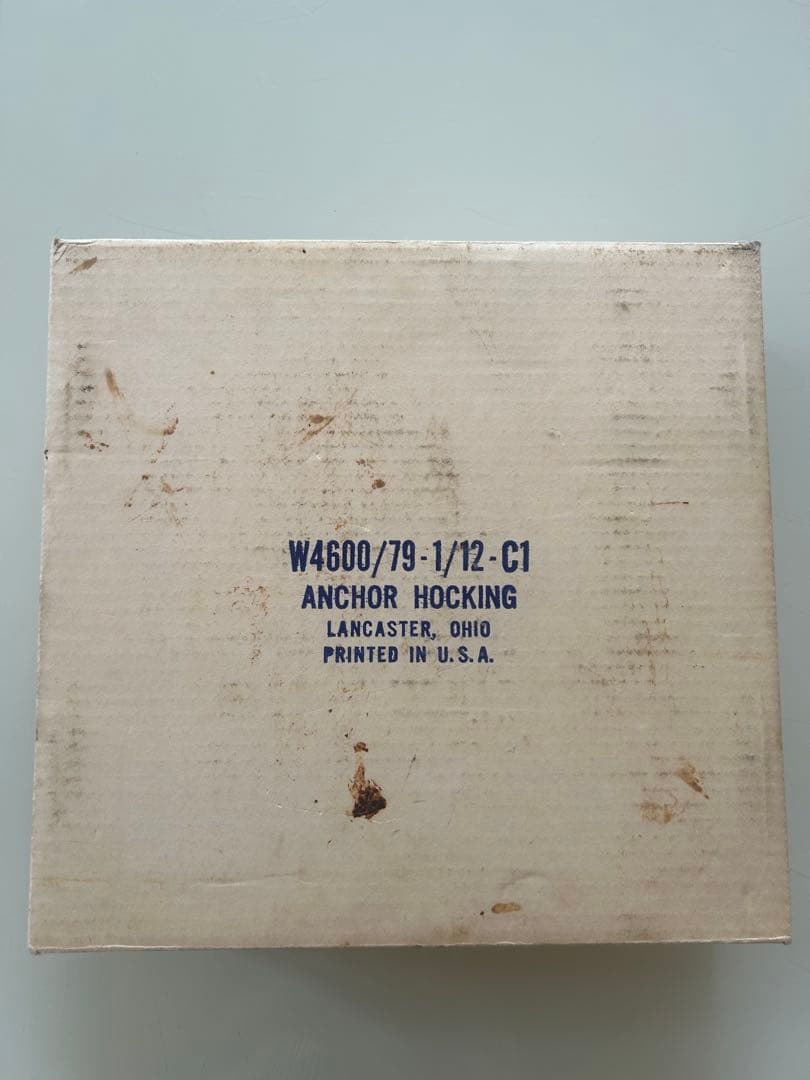 W4600/79-1/12-C1
ANCHOR HOCKING
LANCASTER, OHIO
PRINTED IN U.S.A.